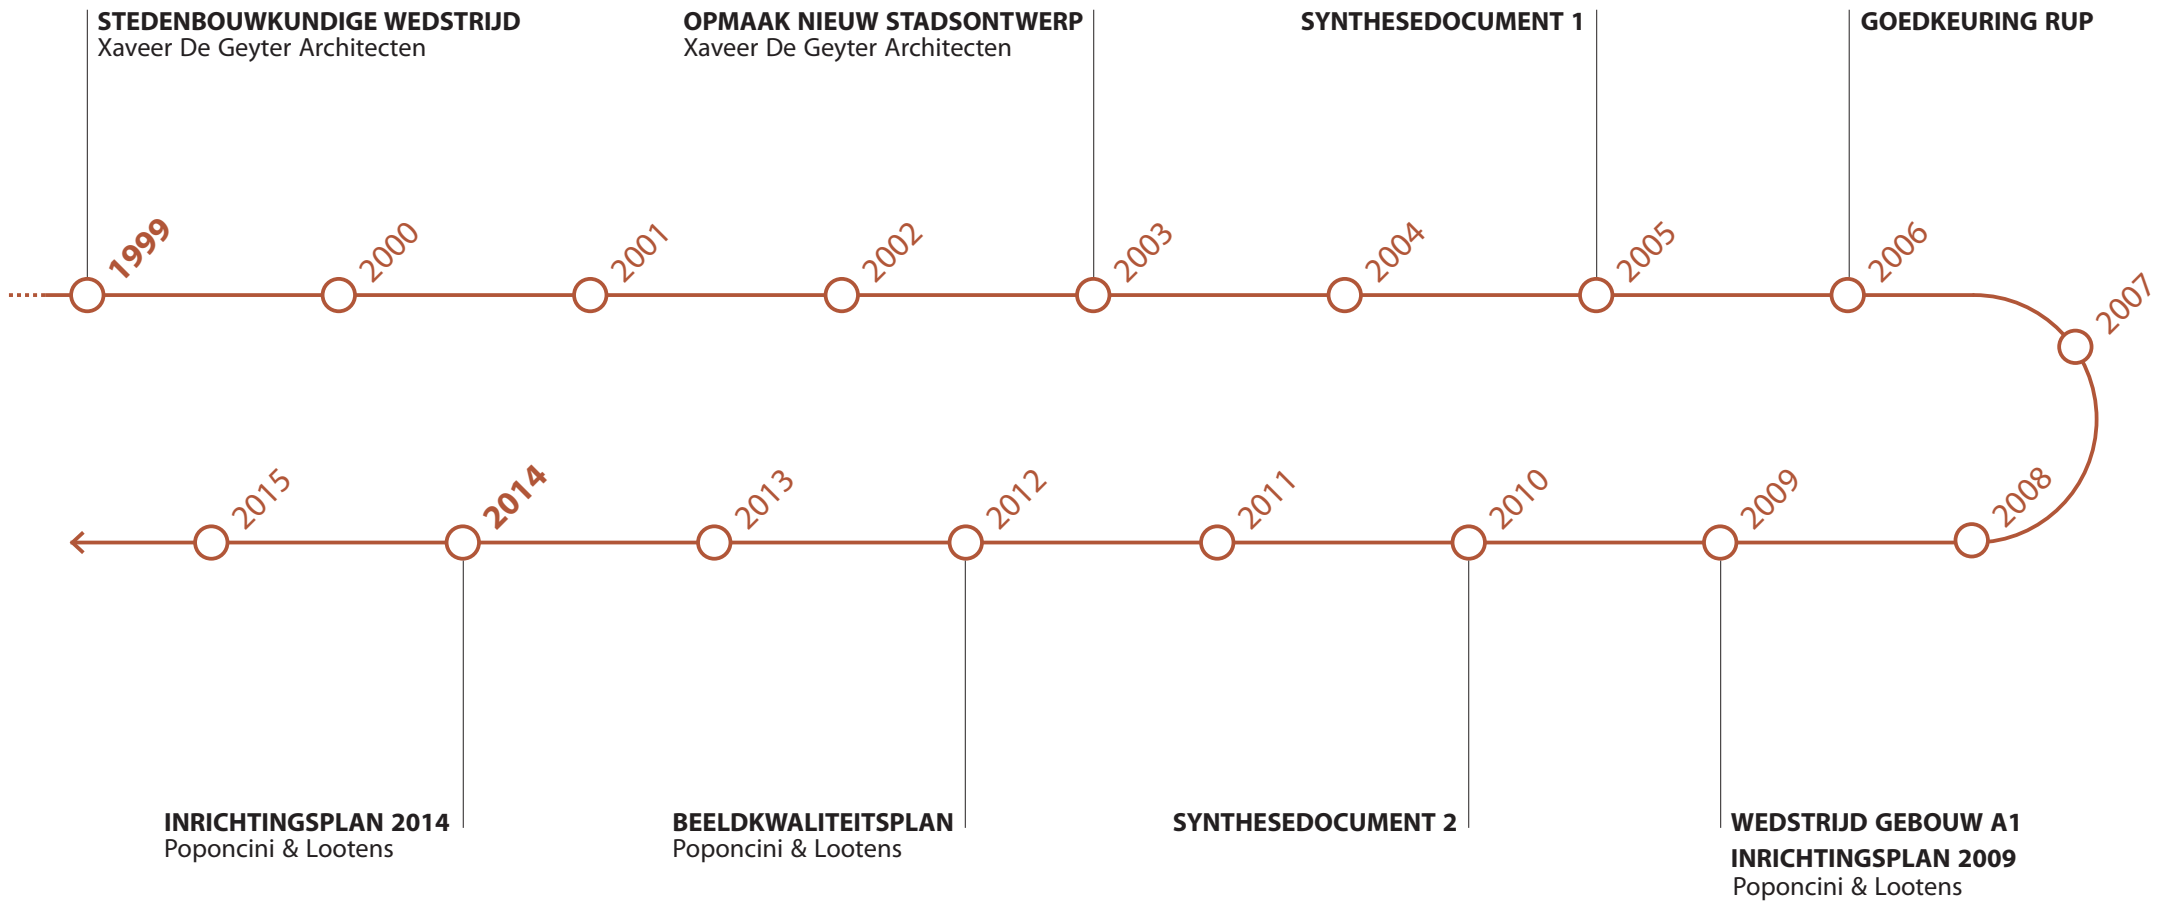 STEDENBOUWKUNDIGE WEDSTRIJD
Xaveer De Geyter Architecten
OPMAAK NIEUW STADSONTWERP
Xaveer De Geyter Architecten
SYNTHESEDOCUMENT 1
GOEDKEURING RUP
1999
2000
2001
2002
2003
2004
2005
2006
2007
2008
2009
2010
2011
2012
2013
2014
2015
INRICHTINGSPLAN 2014
Poponcini & Lootens
BEELDKWALITEITSPLAN
Poponcini & Lootens
SYNTHESEDOCUMENT 2
WEDSTRIJD GEBOUW A1
INRICHTINGSPLAN 2009
Poponcini & Lootens